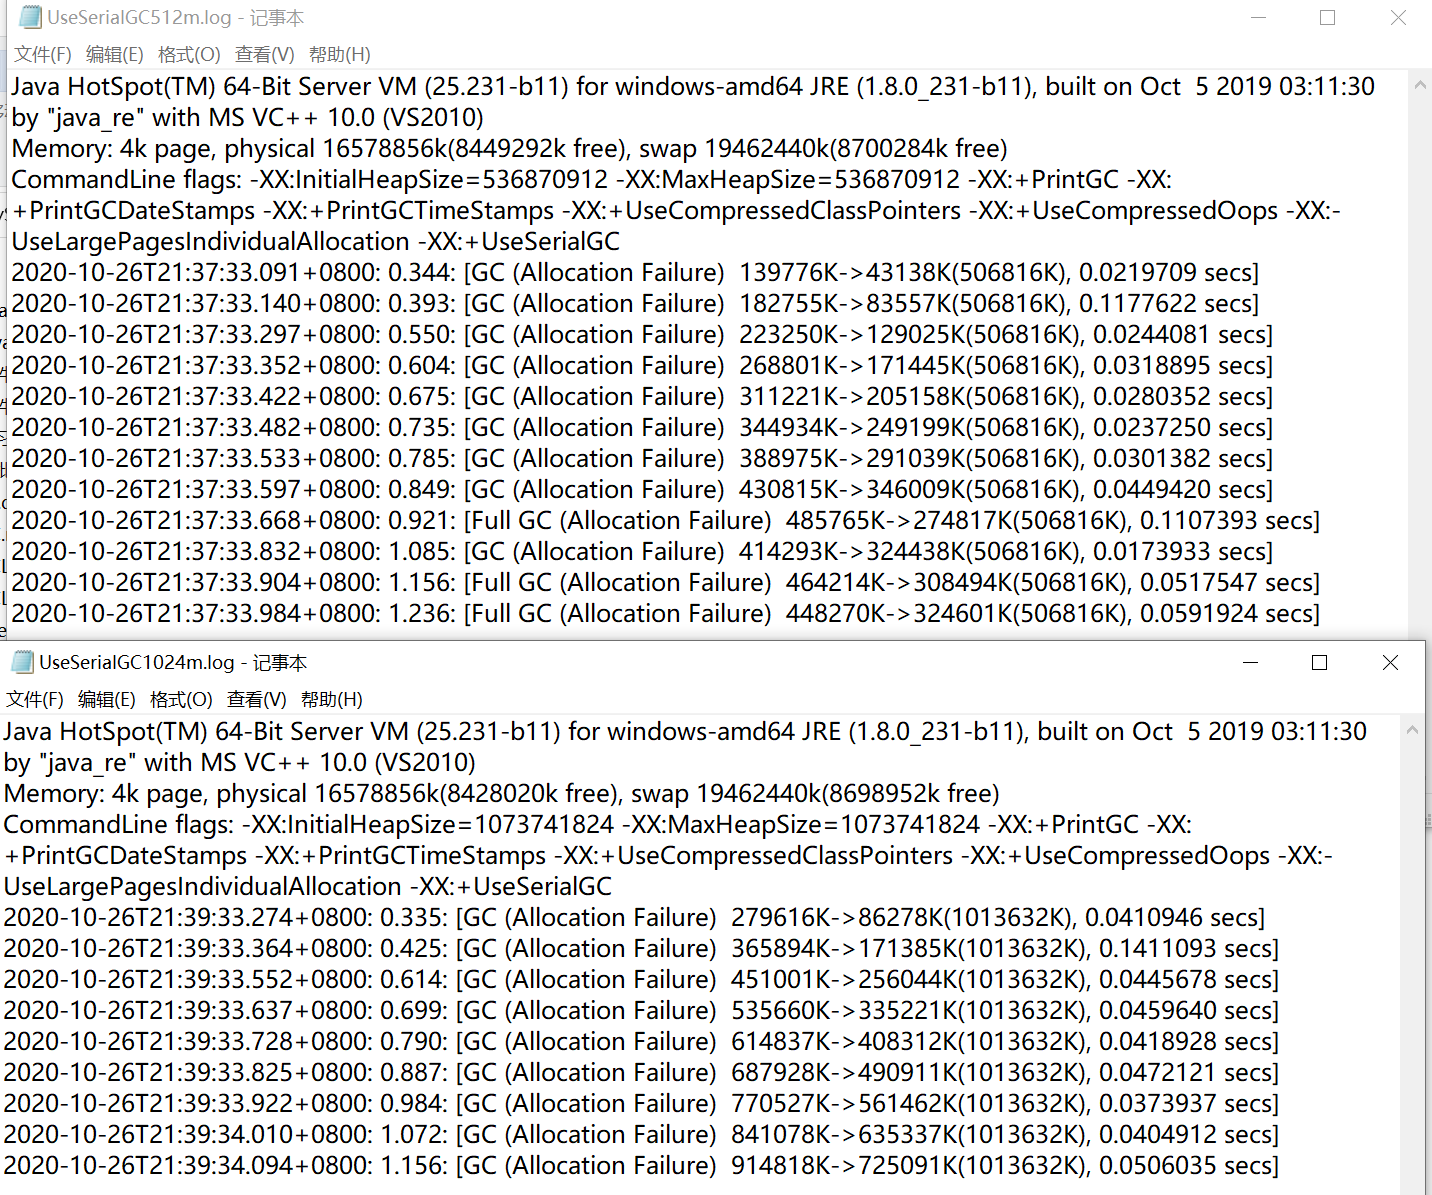 UseSerialGC512m.log - 记事本
文件(F) 编辑(E) 格式(O) 查看(V) 帮助(H)
Java HotSpot(TM) 64-Bit Server VM (25.231-b11) for windows-amd64 JRE (1.8.0_231-b11), built on Oct  5 2019 03:11:30
by "java_re" with MS VC++ 10.0 (VS2010)
Memory: 4k page, physical 16578856k(8449292k free), swap 19462440k(8700284k free)
CommandLine flags: -XX:InitialHeapSize=536870912 -XX:MaxHeapSize=536870912 -XX:+PrintGC -XX:
+PrintGCDateStamps -XX:+PrintGCTimeStamps -XX:+UseCompressedClassPointers -XX:+UseCompressedOops -XX:-
UseLargePagesIndividualAllocation -XX:+UseSerialGC
2020-10-26T21:37:33.091+0800: 0.344: [GC (Allocation Failure)  139776K->43138K(506816K), 0.0219709 secs]
2020-10-26T21:37:33.140+0800: 0.393: [GC (Allocation Failure)  182755K->83557K(506816K), 0.1177622 secs]
2020-10-26T21:37:33.297+0800: 0.550: [GC (Allocation Failure)  223250K->129025K(506816K), 0.0244081 secs]
2020-10-26T21:37:33.352+0800: 0.604: [GC (Allocation Failure)  268801K->171445K(506816K), 0.0318895 secs]
2020-10-26T21:37:33.422+0800: 0.675: [GC (Allocation Failure)  311221K->205158K(506816K), 0.0280352 secs]
2020-10-26T21:37:33.482+0800: 0.735: [GC (Allocation Failure)  344934K->249199K(506816K), 0.0237250 secs]
2020-10-26T21:37:33.533+0800: 0.785: [GC (Allocation Failure)  388975K->291039K(506816K), 0.0301382 secs]
2020-10-26T21:37:33.597+0800: 0.849: [GC (Allocation Failure)  430815K->346009K(506816K), 0.0449420 secs]
2020-10-26T21:37:33.668+0800: 0.921: [Full GC (Allocation Failure)  485765K->274817K(506816K), 0.1107393 secs]
2020-10-26T21:37:33.832+0800: 1.085: [GC (Allocation Failure)  414293K->324438K(506816K), 0.0173933 secs]
2020-10-26T21:37:33.904+0800: 1.156: [Full GC (Allocation Failure)  464214K->308494K(506816K), 0.0517547 secs]
2020-10-26T21:37:33.984+0800: 1.236: [Full GC (Allocation Failure)  448270K->324601K(506816K), 0.0591924 secs]
UseSerialGC1024m.log - 记事本
文件(F) 编辑(E) 格式(O) 查看(V) 帮助(H)
Java HotSpot(TM) 64-Bit Server VM (25.231-b11) for windows-amd64 JRE (1.8.0_231-b11), built on Oct  5 2019 03:11:30
by "java_re" with MS VC++ 10.0 (VS2010)
Memory: 4k page, physical 16578856k(8428020k free), swap 19462440k(8698952k free)
CommandLine flags: -XX:InitialHeapSize=1073741824 -XX:MaxHeapSize=1073741824 -XX:+PrintGC -XX:
+PrintGCDateStamps -XX:+PrintGCTimeStamps -XX:+UseCompressedClassPointers -XX:+UseCompressedOops -XX:-
UseLargePagesIndividualAllocation -XX:+UseSerialGC
2020-10-26T21:39:33.274+0800: 0.335: [GC (Allocation Failure)  279616K->86278K(1013632K), 0.0410946 secs]
2020-10-26T21:39:33.364+0800: 0.425: [GC (Allocation Failure)  365894K->171385K(1013632K), 0.1411093 secs]
2020-10-26T21:39:33.552+0800: 0.614: [GC (Allocation Failure)  451001K->256044K(1013632K), 0.0445678 secs]
2020-10-26T21:39:33.637+0800: 0.699: [GC (Allocation Failure)  535660K->335221K(1013632K), 0.0459640 secs]
2020-10-26T21:39:33.728+0800: 0.790: [GC (Allocation Failure)  614837K->408312K(1013632K), 0.0418928 secs]
2020-10-26T21:39:33.825+0800: 0.887: [GC (Allocation Failure)  687928K->490911K(1013632K), 0.0472121 secs]
2020-10-26T21:39:33.922+0800: 0.984: [GC (Allocation Failure)  770527K->561462K(1013632K), 0.0373937 secs]
2020-10-26T21:39:34.010+0800: 1.072: [GC (Allocation Failure)  841078K->635337K(1013632K), 0.0404912 secs]
2020-10-26T21:39:34.094+0800: 1.156: [GC (Allocation Failure)  914818K->725091K(1013632K), 0.0506035 secs]